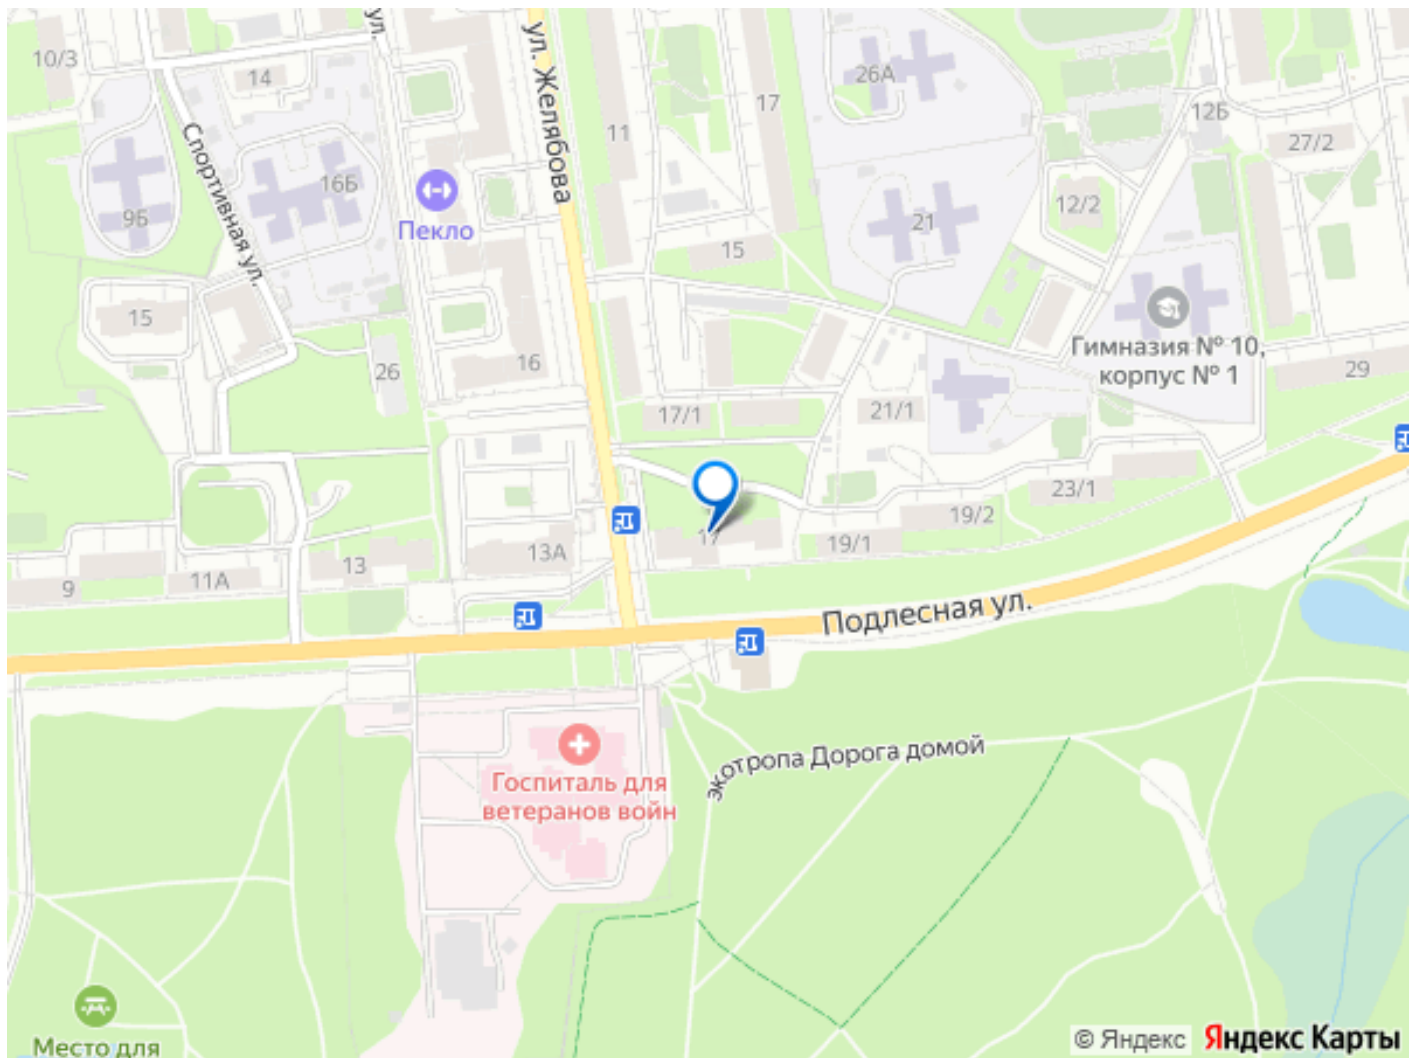 10/3
14
ул.
ул. Желябова
11
17
26А
12Б
27/2
Спортивная ул.
9Б
16Б
Пекло
15
21
12/2
15
26
16
Гимназия № 10,
корпус № 1
29
17/1
21/1
23/1
19/2
19/1
17
13А
13
11А
9
Подлесная ул.
экотропа Дорога домой
Госпиталь для
ветеранов войн
Место для
© Яндекс
Яндекс Карты